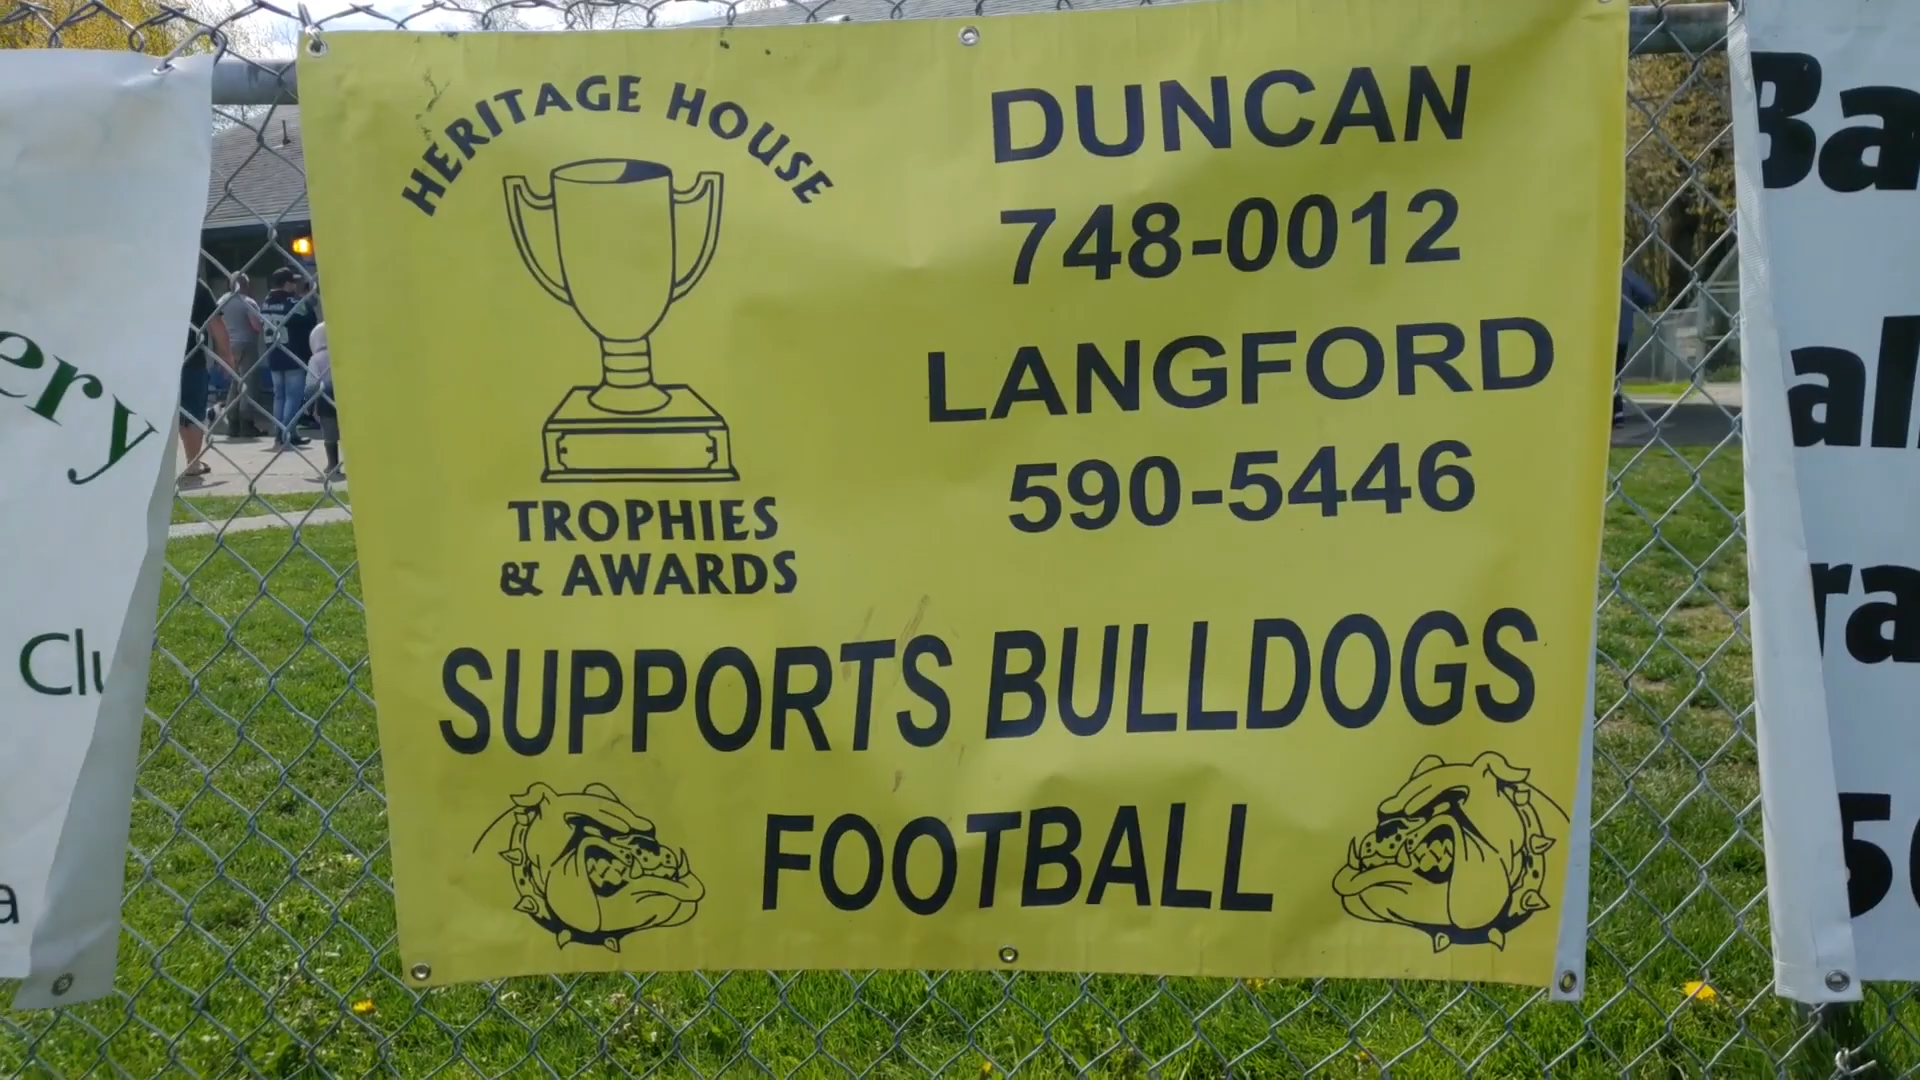 HERITAGE HOUSE
TROPHIES
& AWARDS
DUNCAN
748-0012
LANGFORD
590-5446
SUPPORTS BULLDOGS
FOOTBALL